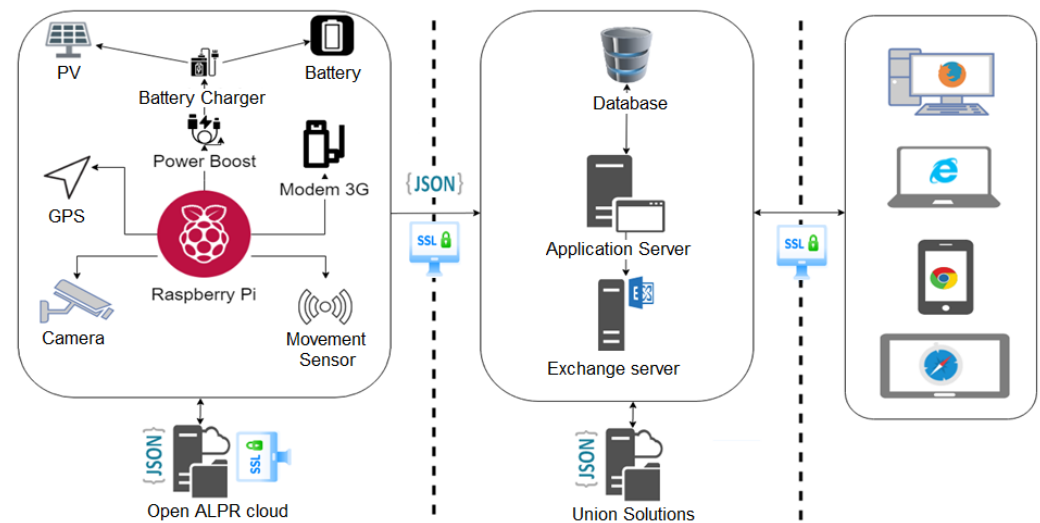 PV
Battery
Battery Charger
Power Boost
Modem 3G
GPS
Raspberry Pi
Camera
Movement
Sensor
{JSON}
SSL
Database
Application Server
E
Exchange server
SSL
{JSON}
SSL
Open ALPR cloud
{JSON}
Union Solutions